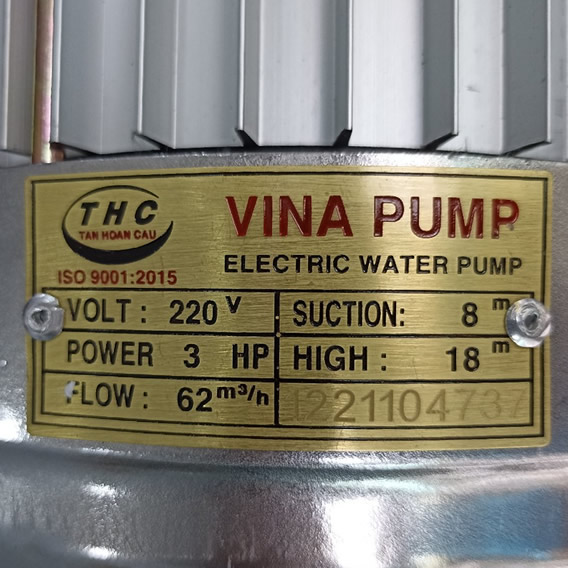 THC
TAN HOAN CAU
ISO 9001:2015
VINA PUMP
ELECTRIC WATER PUMP
VOLT : 220 V
SUCTION: 8 m
POWER 3 HP
HIGH : 18 m
FLOW : 62 m³/h
1221104737